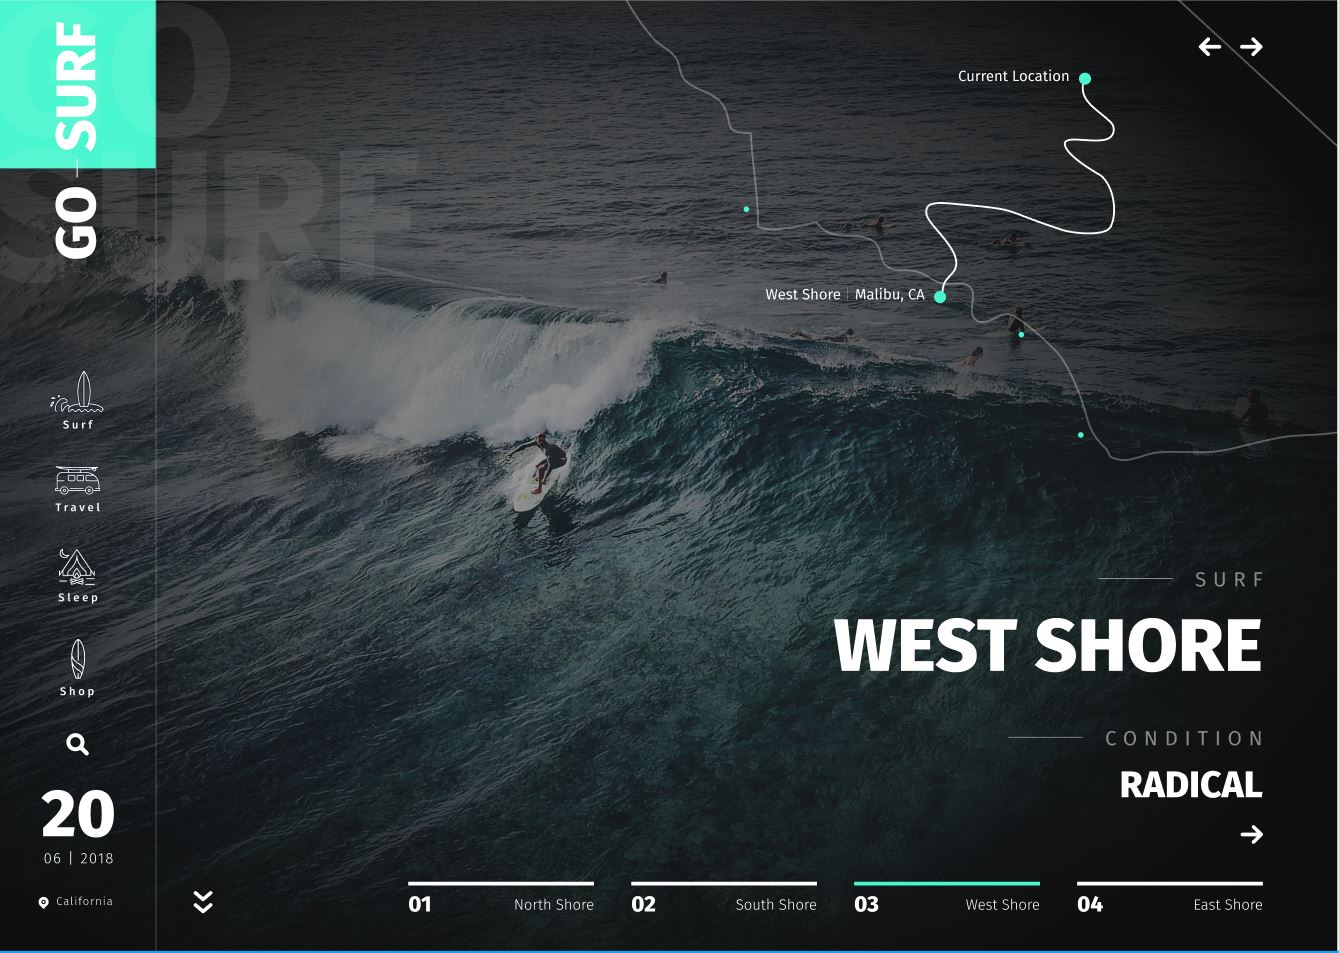 GO
SURF
GO — SURF
Current Location
West Shore | Malibu, CA
Surf
Travel
Sleep
Shop
20
06 | 2018
California
SURF
WEST SHORE
CONDITION
RADICAL
01 North Shore
02 South Shore
03 West Shore
04 East Shore